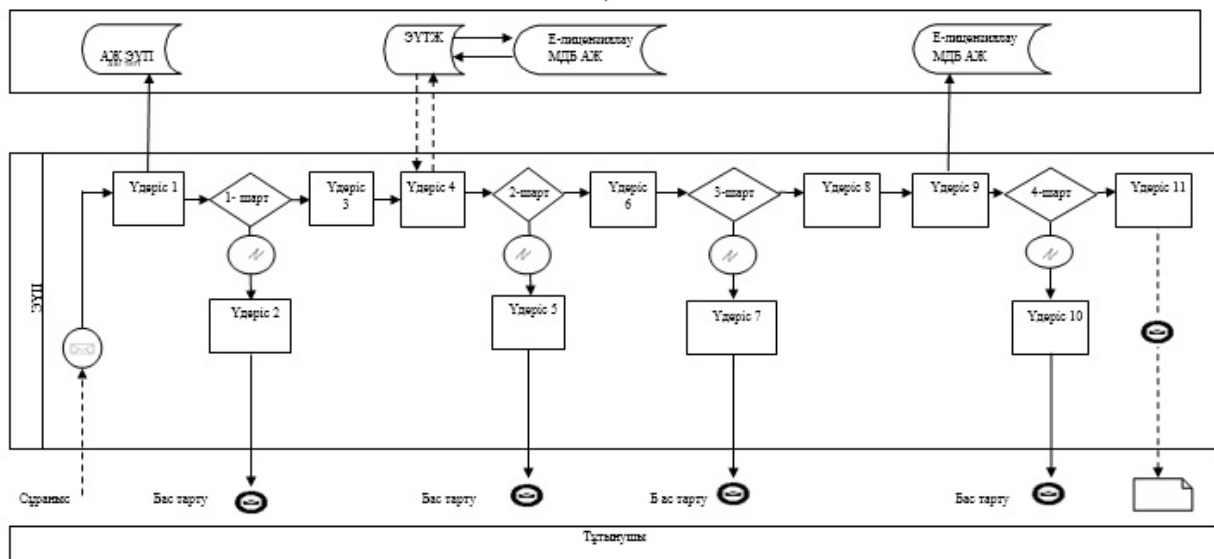 АЖ ЭҮП
ЭҮТЖ
Е-лицензиялау
МДБ АЖ
Е-лицензиялау
МДБ АЖ
ЭҮП
Үдеріс 1
1- шарт
Үдеріс
3
Үдеріс 4
2-шарт
Үдеріс
6
3-шарт
Үдеріс 8
Үдеріс 9
4-шарт
Үдеріс 11
Үдеріс 2
Үдеріс 5
Үдеріс 7
Үдеріс 10
Сұраныс
Бас тарту
Бас тарту
Б ас тарту
Бас тарту
Тұтынушы